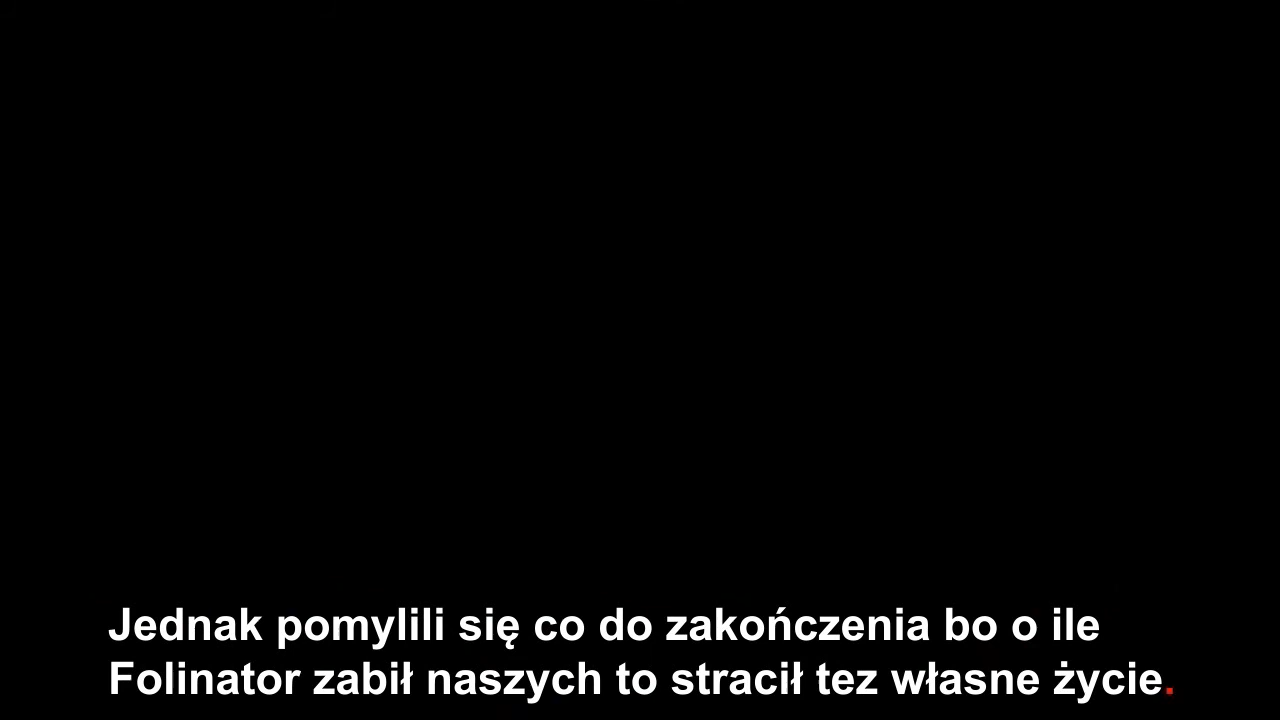 Jednak pomylili się co do zakończenia bo o ile
Folinator zabił naszych to stracił tez własne życie.